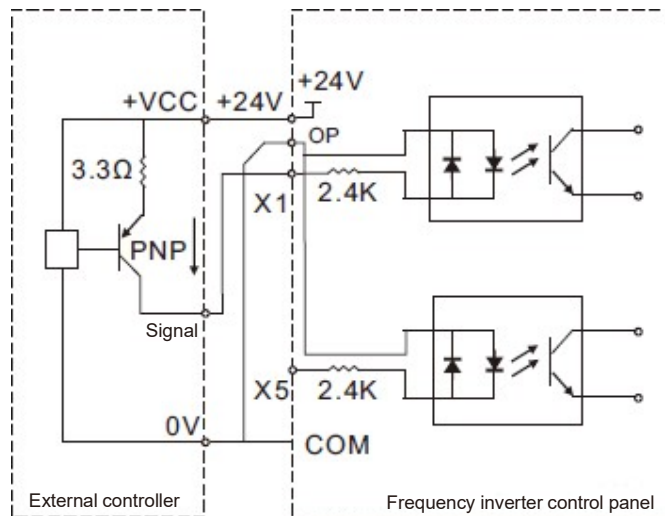 +24V
+VCC
+24V
OP
3.3Ω
2.4K
X1
PNP
Signal
X5
2.4K
0V
COM
External controller
Frequency inverter control panel